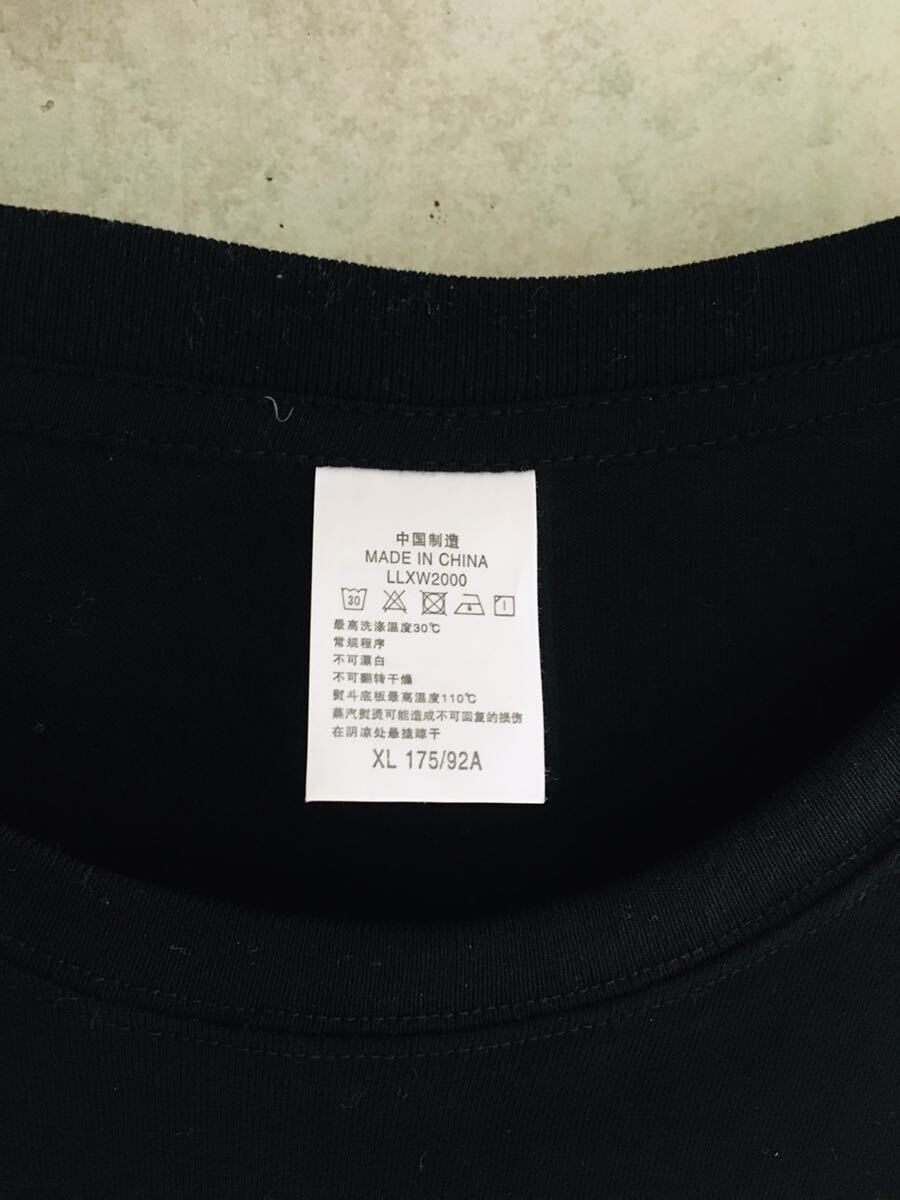 中国制造
MADE IN CHINA
LLXW2000
30
最高洗涤温度30℃
常规程序
不可漂白
不可翻转干燥
熨斗底板最高温度110℃
蒸汽熨烫可能造成不可回复的损伤
在阴凉处悬挂晾干
XL 175/92A